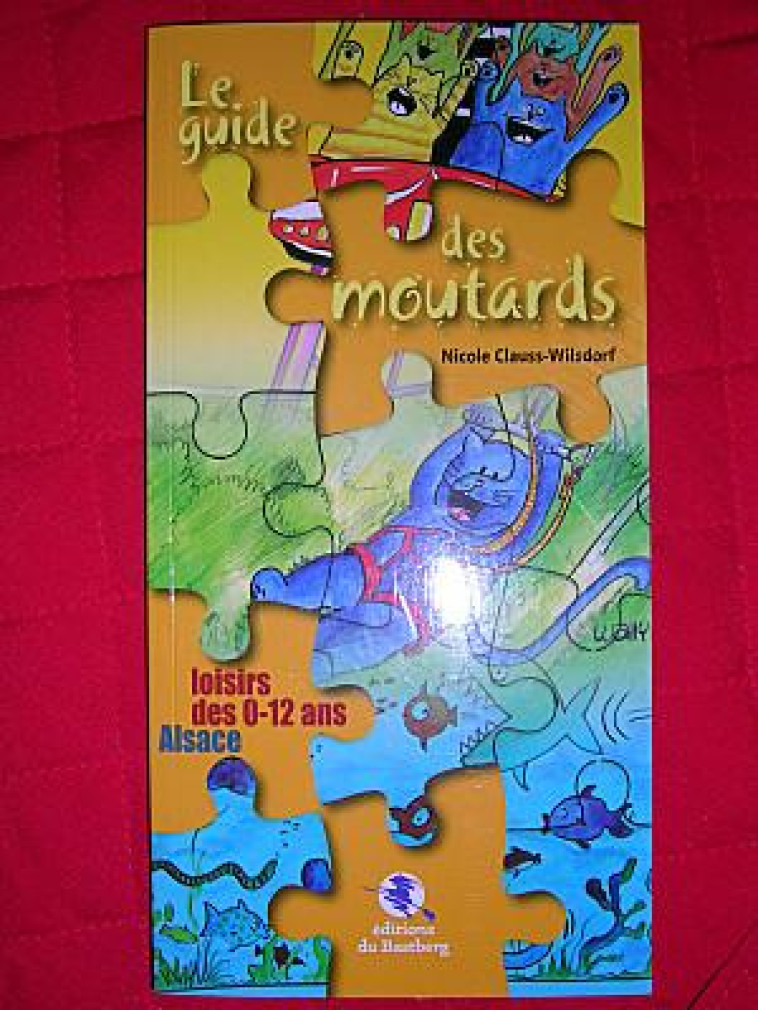 Le
guide
des
moutards
Nicole Clauss-Wilsdorf
loisirs
des 0-12 ans
Alsace
éditions
du Bastberg